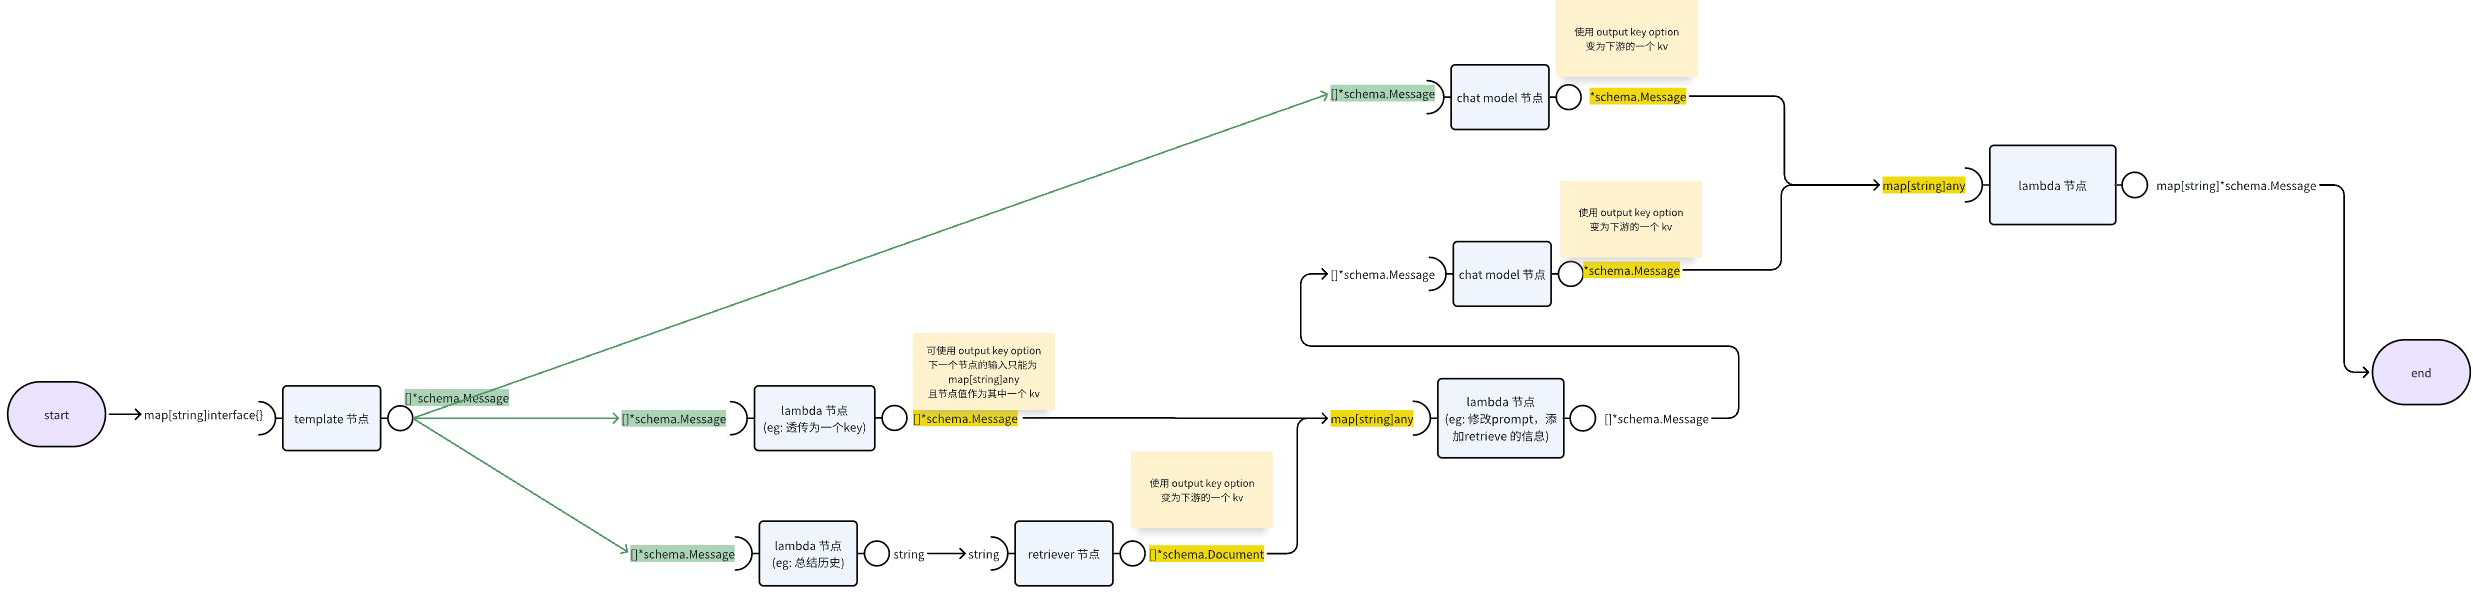 start
map[string]interface{}
template 节点
[]*schema.Message
[]*schema.Message
chat model 节点
使用 output key option
变为下游的一个 kv
*schema.Message
[]*schema.Message
lambda 节点
(eg: 透传为一个key)
可使用 output key option
下一个节点的输入只能为
map[string]any
且节点值作为其中一个 kv
[]*schema.Message
[]*schema.Message
lambda 节点
(eg: 总结历史)
string
string
retriever 节点
使用 output key option
变为下游的一个 kv
[]*schema.Document
map[string]any
lambda 节点
(eg: 修改prompt，添
加retrieve 的信息)
[]*schema.Message
[]*schema.Message
chat model 节点
使用 output key option
变为下游的一个 kv
*schema.Message
map[string]any
lambda 节点
map[string]*schema.Message
end